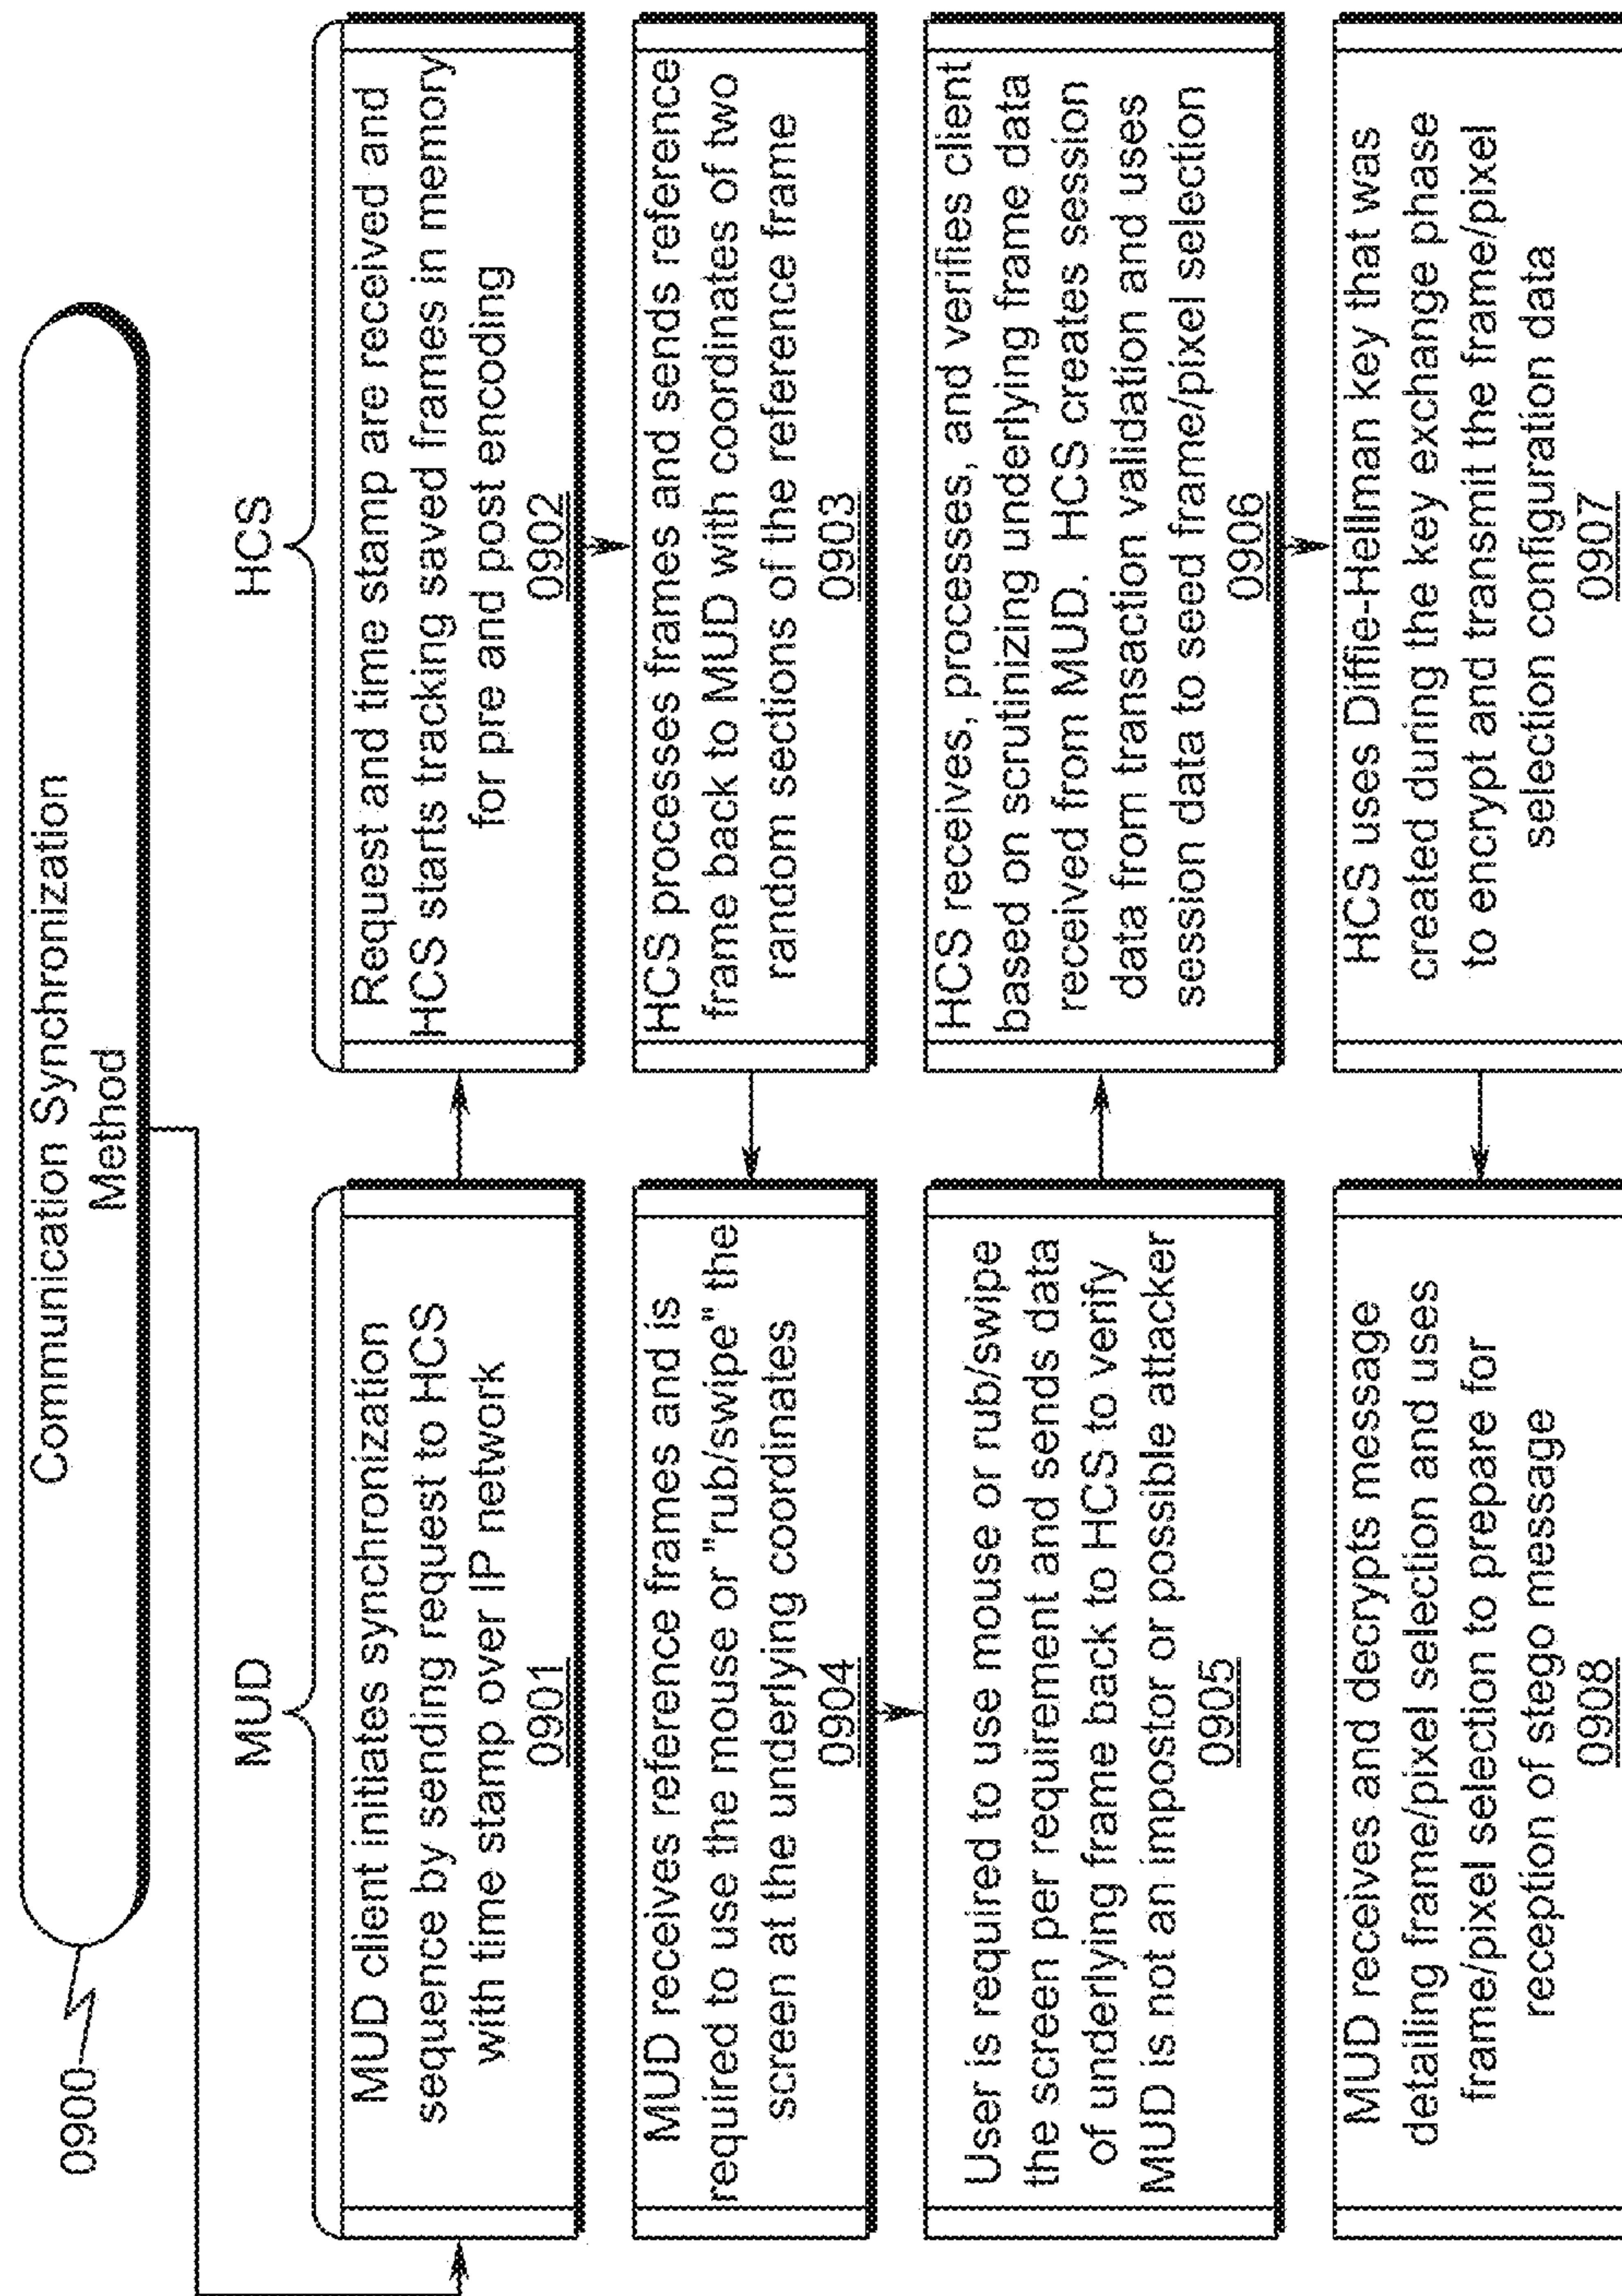 0900
Communication Synchronization
Method
MUD
HCS
MUD client initiates synchronization
sequence by sending request to HCS
with time stamp over IP network
0901
Request and time stamp are received and
HCS starts tracking saved frames in memory
for pre and post encoding
0902
HCS processes frames and sends reference
frame back to MUD with coordinates of two
random sections of the reference frame
0903
MUD receives reference frames and is
required to use the mouse or "rub/swipe" the
screen at the underlying coordinates
0904
User is required to use mouse or rub/swipe
the screen per requirement and sends data
of underlying frame back to HCS to verify
MUD is not an impostor or possible attacker
0905
HCS receives, processes, and verifies client
based on scrutinizing underlying frame data
received from MUD. HCS creates session
data from transaction validation and uses
session data to seed frame/pixel selection
0906
HCS uses Diffie-Hellman key that was
created during the key exchange phase
to encrypt and transmit the frame/pixel
selection configuration data
0907
MUD receives and decrypts message
detailing frame/pixel selection and uses
frame/pixel selection to prepare for
reception of stego message
0908